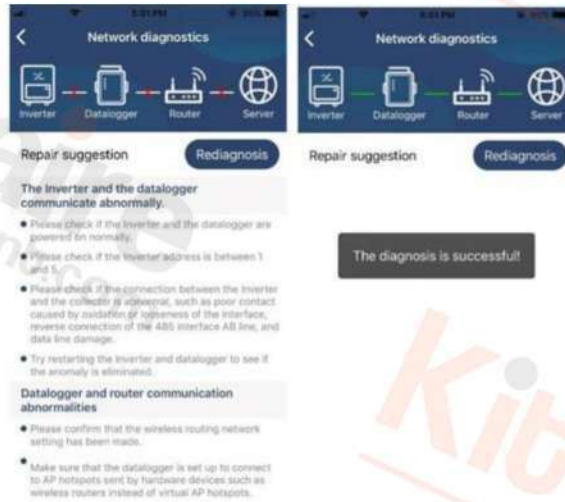 5:01 PM
Network diagnostics
Inverter
Datalogger
Router
Server
Repair suggestion
Rediagnosis
The Inverter and the datalogger
communicate abnormally.
Please check if the Inverter and the datalogger are
powered on normally.
Please check if the Inverter address is between 1
and 5.
Please check if the connection between the Inverter
and the collector is abnormal, such as poor contact
caused by oxidation or looseness of the interface,
reverse connection of the 485 interface AB line, and
data line damage.
Try restarting the Inverter and datalogger to see if
the anomaly is eliminated.
Datalogger and router communication
abnormalities
Please confirm that the wireless routing network
setting has been made.
Make sure that the datalogger is set up to connect
to AP hotspots sent by hardware devices such as
wireless routers instead of virtual AP hotspots.
Network diagnostics
Inverter
Datalogger
Router
Server
Repair suggestion
Rediagnosis
The diagnosis is successful!
Kit